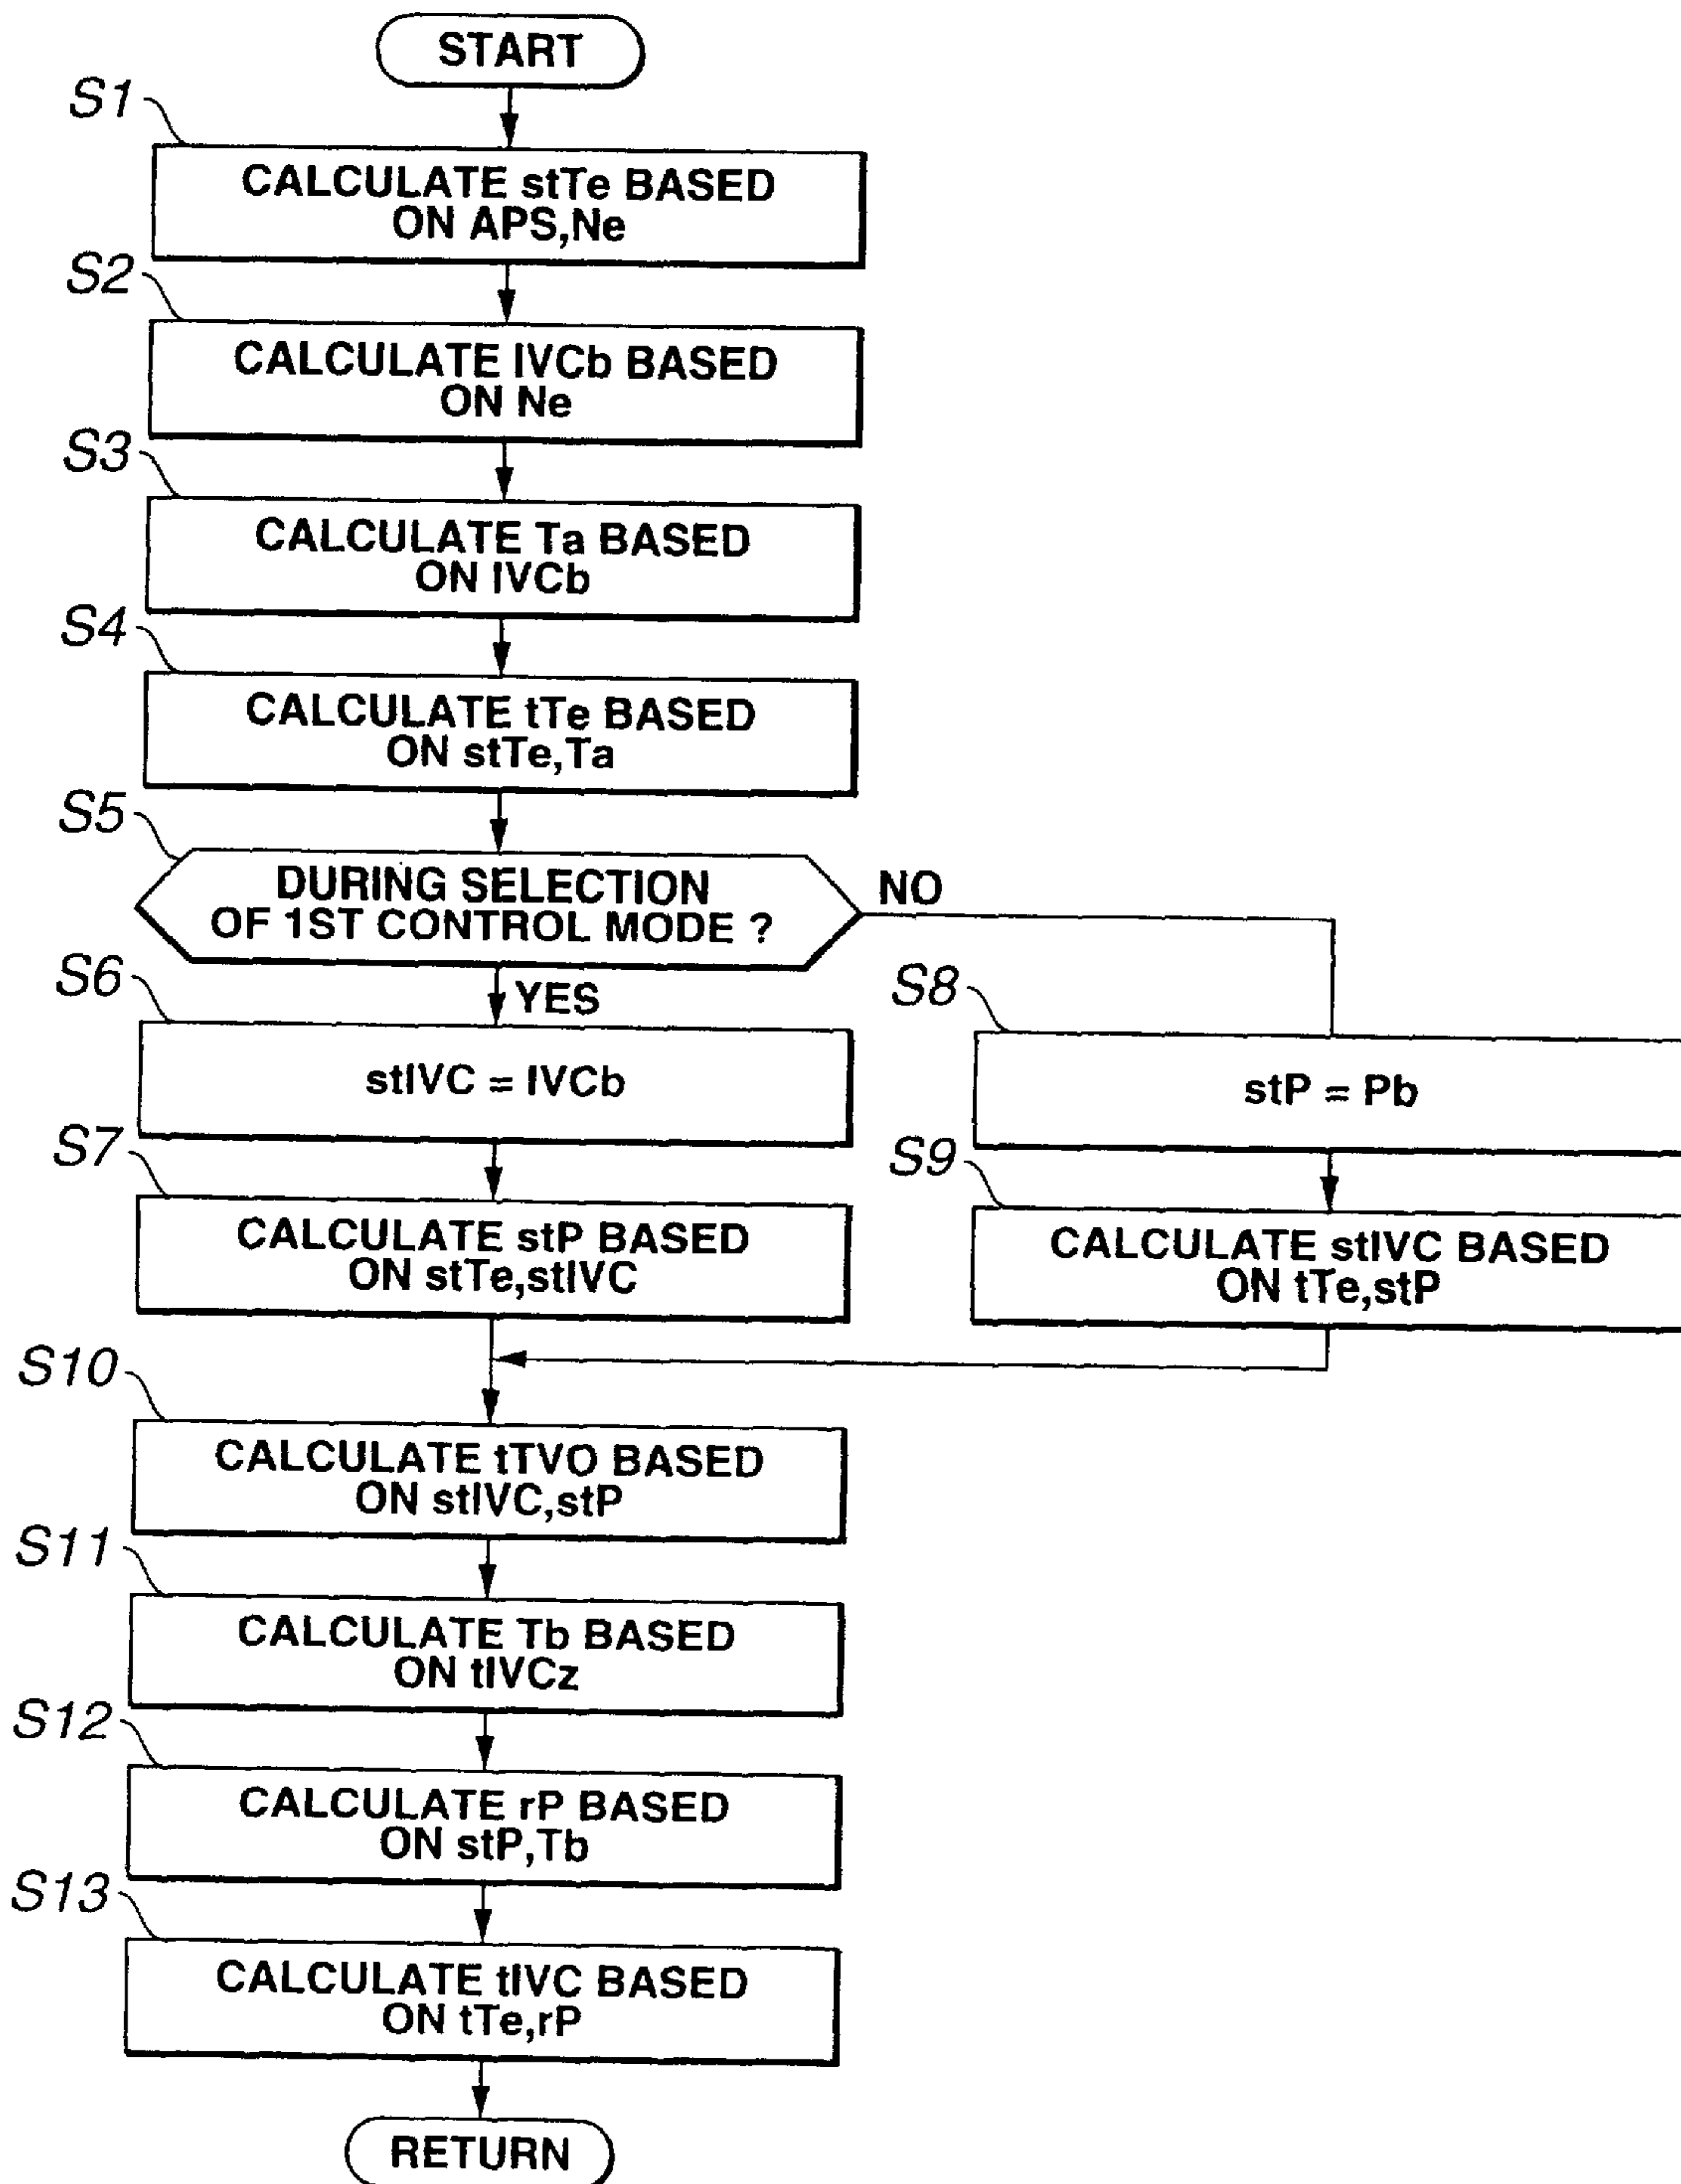 START
S1
CALCULATE stTe BASED
ON APS,Ne
S2
CALCULATE IVCb BASED
ON Ne
S3
CALCULATE Ta BASED
ON IVCb
S4
CALCULATE tTe BASED
ON stTe,Ta
S5
DURING SELECTION
OF 1ST CONTROL MODE ?
NO
YES
S6
stIVC = IVCb
S7
CALCULATE stP BASED
ON stTe,stIVC
S8
stP = Pb
S9
CALCULATE stIVC BASED
ON tTe,stP
S10
CALCULATE tTVO BASED
ON stIVC,stP
S11
CALCULATE Tb BASED
ON tIVCz
S12
CALCULATE rP BASED
ON stP,Tb
S13
CALCULATE tIVC BASED
ON tTe,rP
RETURN